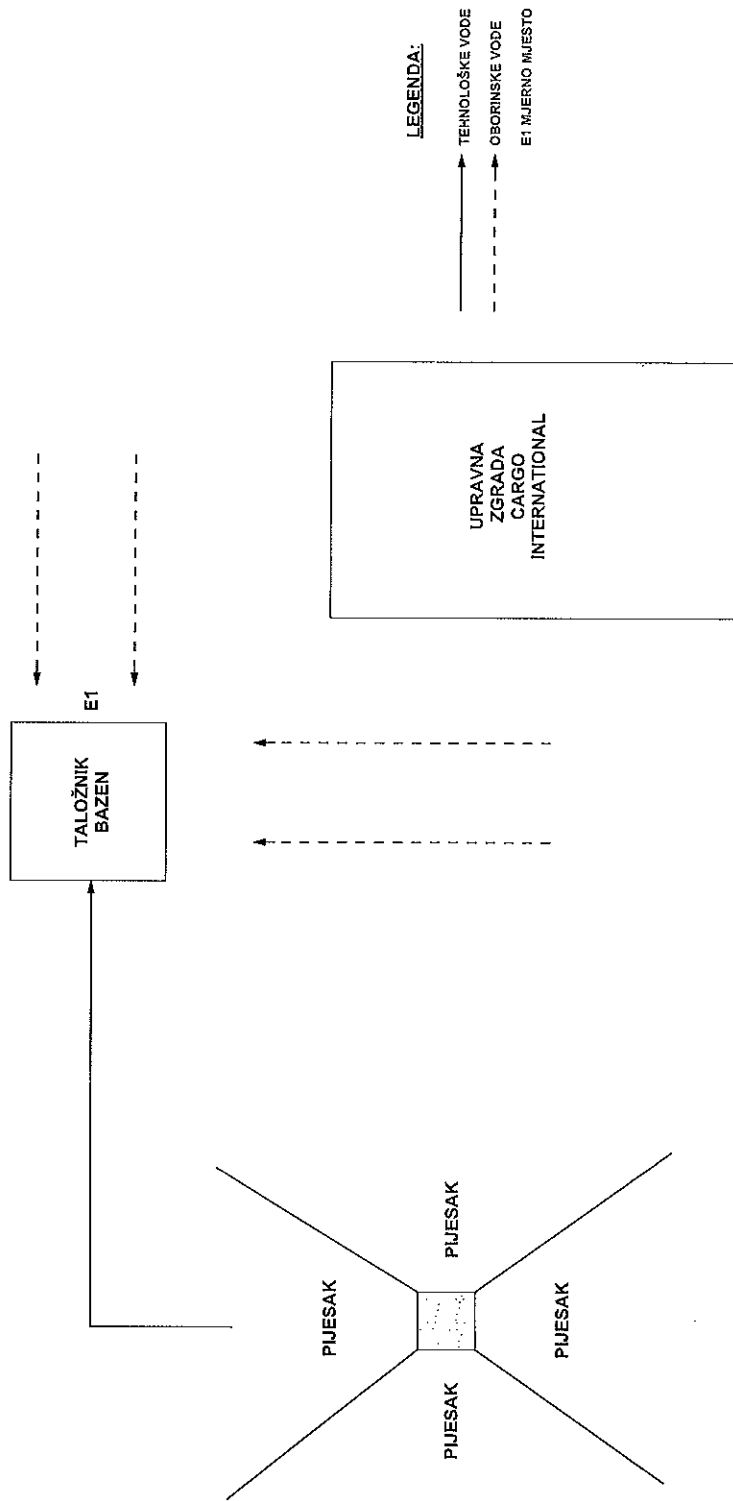 TALOŽNIK
BAZEN
E1
PIJESAK
PIJESAK
PIJESAK
PIJESAK
UPRAVNA
ZGRADA
CARGO
INTERNATIONAL
LEGENDA:
TEHNOLOŠKE VODE
OBORINSKE VODE
E1 MJERNO MJESTO